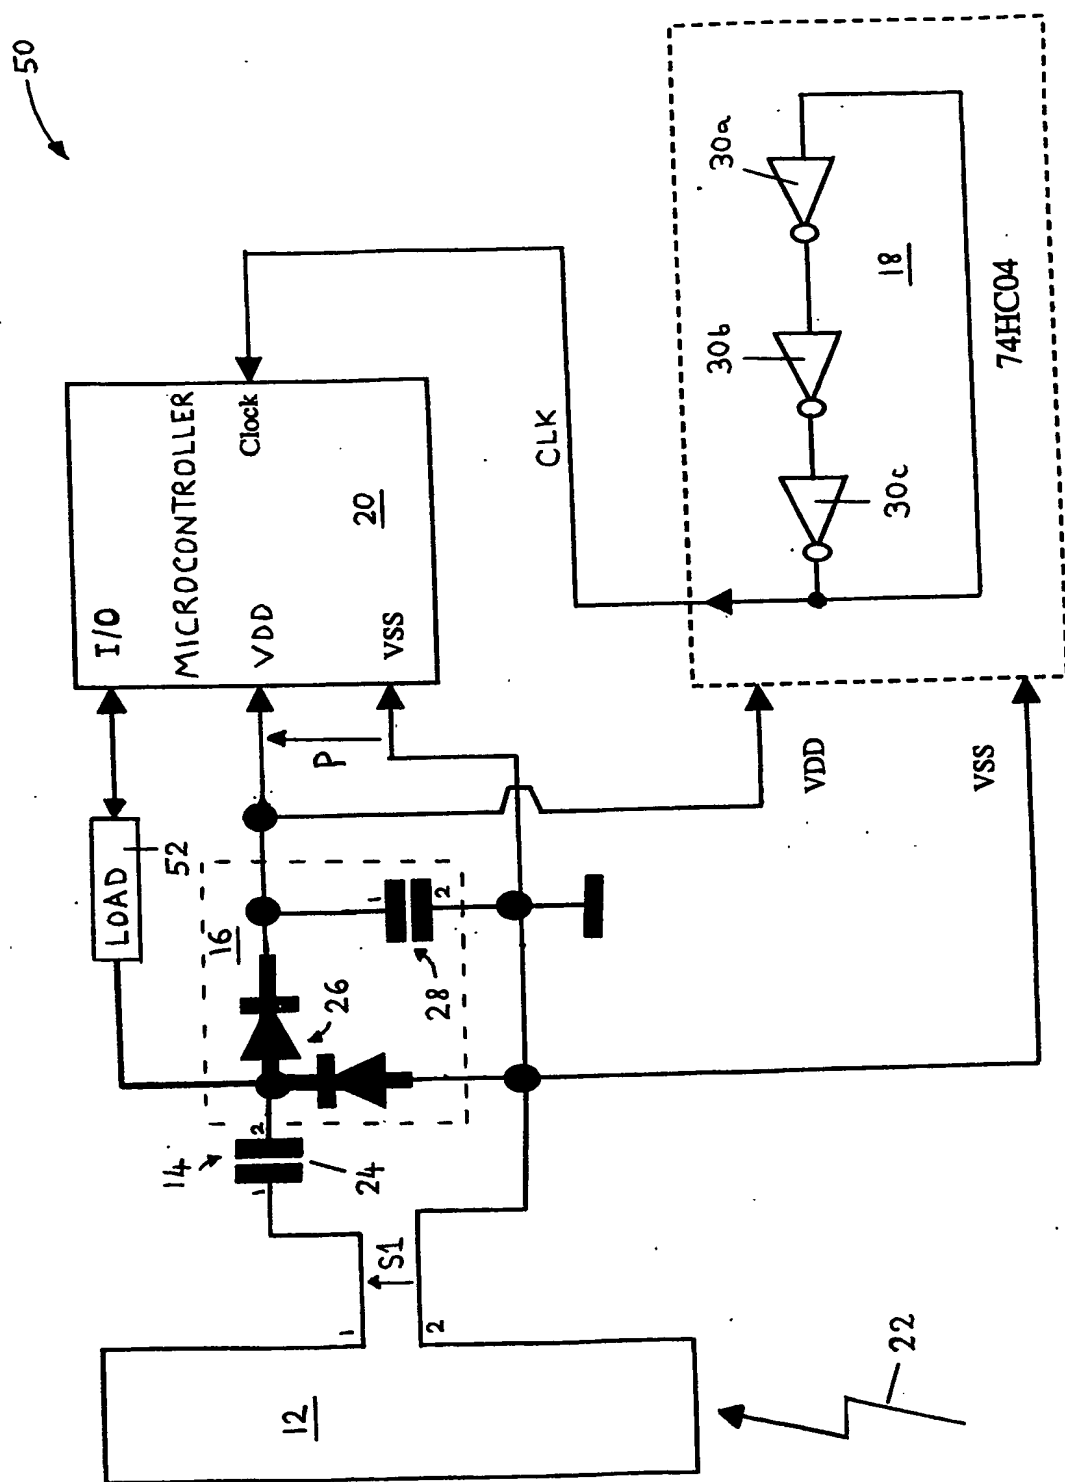 50
I/O
MICROCONTROLLER
VDD
Clock
VSS
20
LOAD
52
P
16
26
1
2
28
14
1
2
24
S1
1
2
12
22
CLK
VDD
VSS
30a
30b
30c
18
74HC04